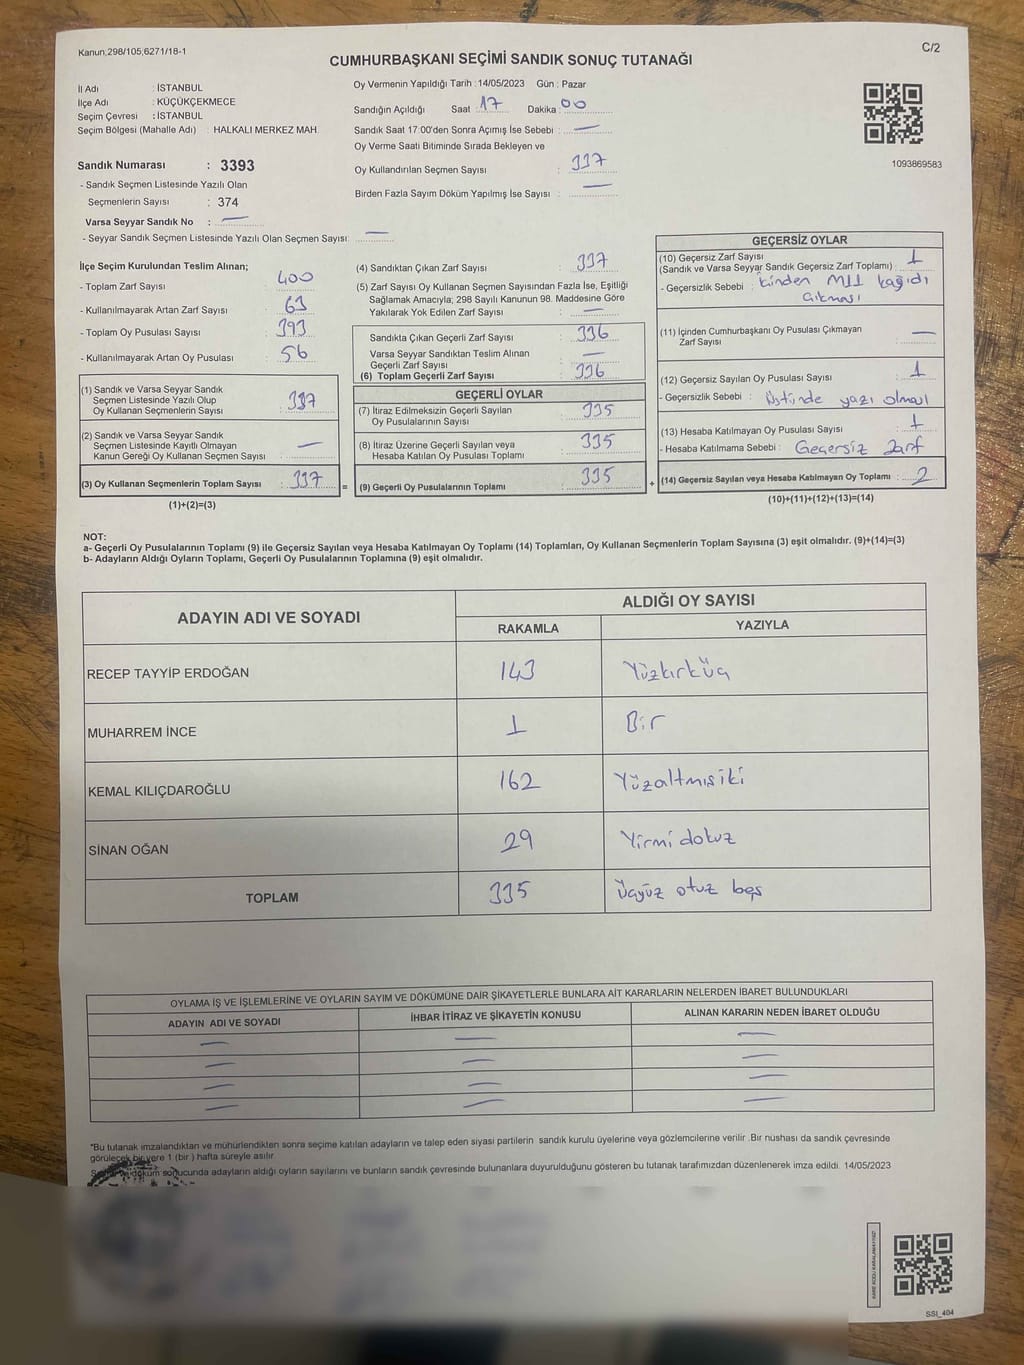 Kanun,298/105;6271/18-1
C/2
CUMHURBAŞKANI SEÇİMİ SANDIK SONUÇ TUTANAĞI
İl Adı : İSTANBUL
İlçe Adı : KÜÇÜKÇEKMECE
Seçim Çevresi : İSTANBUL
Seçim Bölgesi (Mahalle Adı) : HALKALI MERKEZ MAH.
Sandık Numarası : 3393
- Sandık Seçmen Listesinde Yazılı Olan
Seçmenlerin Sayısı : 374
Varsa Seyyar Sandık No : —
- Seyyar Sandık Seçmen Listesinde Yazılı Olan Seçmen Sayısı: —
Oy Vermenin Yapıldığı Tarih : 14/05/2023 Gün : Pazar
Sandığın Açıldığı Saat : 17 Dakika : 00
Sandık Saat 17:00'den Sonra Açımış İse Sebebi : —
Oy Verme Saati Bitiminde Sırada Bekleyen ve
Oy Kullandırılan Seçmen Sayısı : 337
Birden Fazla Sayım Döküm Yapılmış İse Sayısı : —
1093869583
İlçe Seçim Kurulundan Teslim Alınan;
- Toplam Zarf Sayısı : 400
- Kullanılmayarak Artan Zarf Sayısı : 63
- Toplam Oy Pusulası Sayısı : 393
- Kullanılmayarak Artan Oy Pusulası : 56
(1) Sandık ve Varsa Seyyar Sandık
Seçmen Listesinde Yazılı Olup
Oy Kullanan Seçmenlerin Sayısı : 337
(2) Sandık ve Varsa Seyyar Sandık
Seçmen Listesinde Kayıtlı Olmayan
Kanun Gereği Oy Kullanan Seçmen Sayısı : —
(3) Oy Kullanan Seçmenlerin Toplam Sayısı : 337 =
(1)+(2)=(3)
(4) Sandıktan Çıkan Zarf Sayısı : 337
(5) Zarf Sayısı Oy Kullanan Seçmen Sayısından Fazla İse, Eşitliği
Sağlamak Amacıyla; 298 Sayılı Kanunun 98. Maddesine Göre
Yakılarak Yok Edilen Zarf Sayısı : —
Sandıkta Çıkan Geçerli Zarf Sayısı : 336
Varsa Seyyar Sandıktan Teslim Alınan
Geçerli Zarf Sayısı : —
(6) Toplam Geçerli Zarf Sayısı : 336
GEÇERLİ OYLAR
(7) İtiraz Edilmeksizin Geçerli Sayılan
Oy Pusulalarının Sayısı : 335
(8) İtiraz Üzerine Geçerli Sayılan veya
Hesaba Katılan Oy Pusulası Toplamı : 335
(9) Geçerli Oy Pusulalarının Toplamı : 335 +
GEÇERSİZ OYLAR
(10) Geçersiz Zarf Sayısı
(Sandık ve Varsa Seyyar Sandık Geçersiz Zarf Toplamı) : 1
- Geçersizlik Sebebi : kağıdı
çıkması
(11) İçinden Cumhurbaşkanı Oy Pusulası Çıkmayan
Zarf Sayısı : —
(12) Geçersiz Sayılan Oy Pusulası Sayısı : 1
- Geçersizlik Sebebi : Üstünde yazı olması
(13) Hesaba Katılmayan Oy Pusulası Sayısı : 1
- Hesaba Katılmama Sebebi : Geçersiz Zarf
(14) Geçersiz Sayılan veya Hesaba Katılmayan Oy Toplamı : 2
(10)+(11)+(12)+(13)=(14)
NOT:
a- Geçerli Oy Pusulalarının Toplamı (9) ile Geçersiz Sayılan veya Hesaba Katılmayan Oy Toplamı (14) Toplamları, Oy Kullanan Seçmenlerin Toplam Sayısına (3) eşit olmalıdır. (9)+(14)=(3)
b- Adayların Aldığı Oyların Toplamı, Geçerli Oy Pusulalarının Toplamına (9) eşit olmalıdır.
ADAYIN ADI VE SOYADI
ALDIĞI OY SAYISI
RAKAMLA YAZIYLA
RECEP TAYYİP ERDOĞAN 143 Yüzkırküç
MUHARREM İNCE 1 Bir
KEMAL KILIÇDAROĞLU 162 Yüzaltmışiki
SİNAN OĞAN 29 Yirmi dokuz
TOPLAM 335 Üçyüz otuz beş
OYLAMA İŞ VE İŞLEMLERİNE VE OYLARIN SAYIM VE DÖKÜMÜNE DAİR ŞİKAYETLERLE BUNLARA AİT KARARLARIN NELERDEN İBARET BULUNDUKLARI
ADAYIN ADI VE SOYADI İHBAR İTİRAZ VE ŞİKAYETİN KONUSU ALINAN KARARIN NEDEN İBARET OLDUĞU
— — —
— — —
— — —
— — —
*Bu tutanak imzalandıktan ve mühürlendikten sonra seçime katılan adayların ve talep eden siyasi partilerin sandık kurulu üyelerine veya gözlemcilerine verilir .Bir nüshası da sandık çevresinde
görülecek bir yere 1 (bir ) hafta süreyle asılır.
döküm sonucunda adayların aldığı oyların sayılarını ve bunların sandık çevresinde bulunanlara duyurulduğunu gösteren bu tutanak tarafımızdan düzenlenerek imza edildi. 14/05/2023
SSI_404